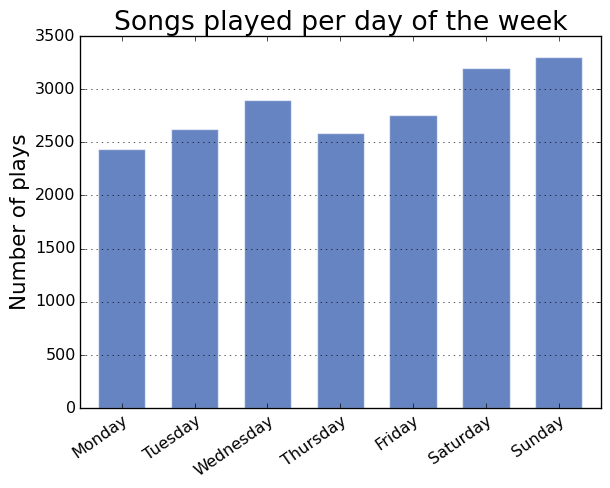 Songs played per day of the week
Number of plays
3500
3000
2500
2000
1500
1000
500
0
Monday
Tuesday
Wednesday
Thursday
Friday
Saturday
Sunday